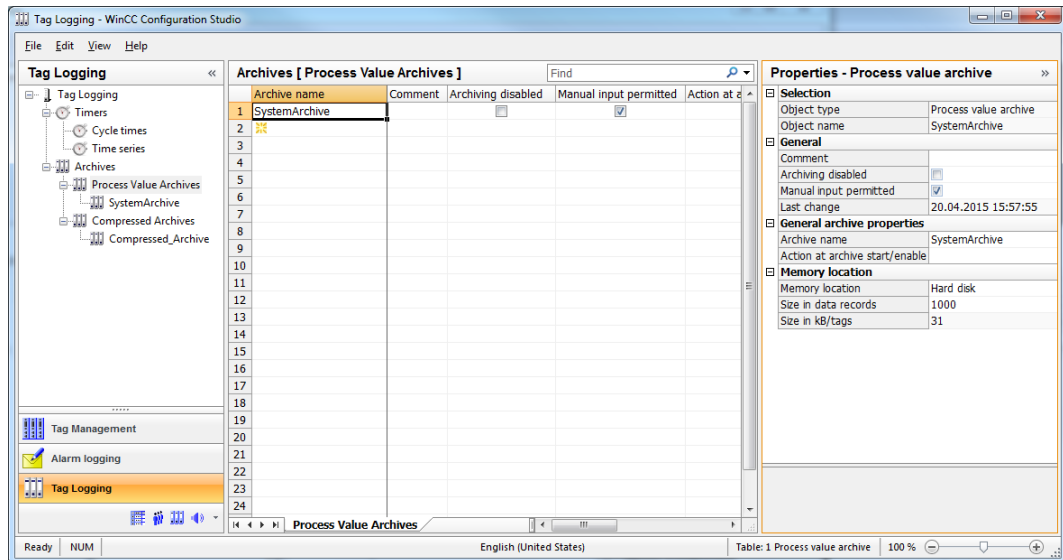 Tag Logging - WinCC Configuration Studio
File Edit View Help
Tag Logging «
Tag Logging
Timers
Cycle times
Time series
Archives
Process Value Archives
SystemArchive
Compressed Archives
Compressed_Archive
Tag Management
Alarm logging
Tag Logging
Archives [ Process Value Archives ] Find
Archive name Comment Archiving disabled Manual input permitted Action at a
1 SystemArchive
2
3
4
5
6
7
8
9
10
11
12
13
14
15
16
17
18
19
20
21
22
23
24
Process Value Archives
Properties - Process value archive »
Selection
Object type Process value archive
Object name SystemArchive
General
Comment
Archiving disabled
Manual input permitted
Last change 20.04.2015 15:57:55
General archive properties
Archive name SystemArchive
Action at archive start/enable
Memory location
Memory location Hard disk
Size in data records 1000
Size in kB/tags 31
Ready NUM English (United States) Table: 1 Process value archive 100 %